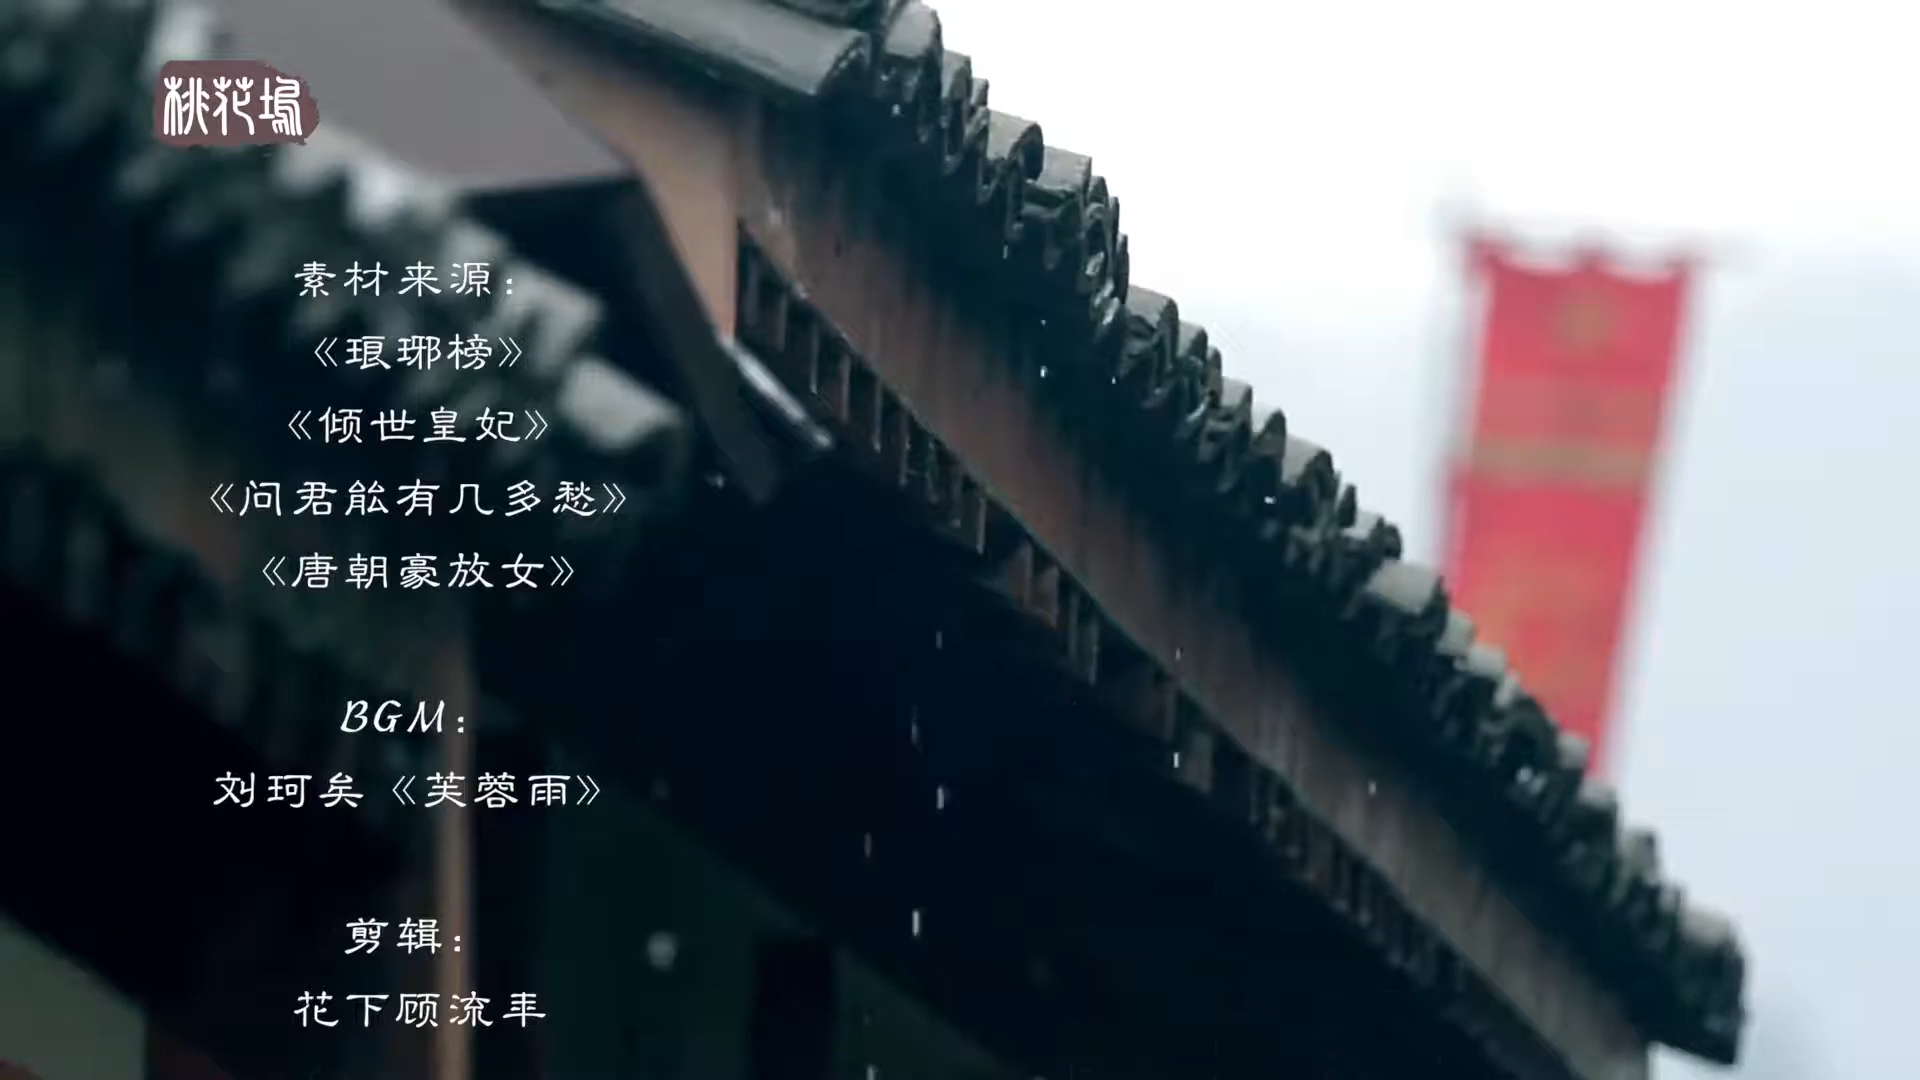 桃花塢
素材来源：
《琅琊榜》
《倾世皇妃》
《问君能有几多愁》
《唐朝豪放女》
BGM：
刘珂矣《芙蓉雨》
剪辑：
花下顾流年